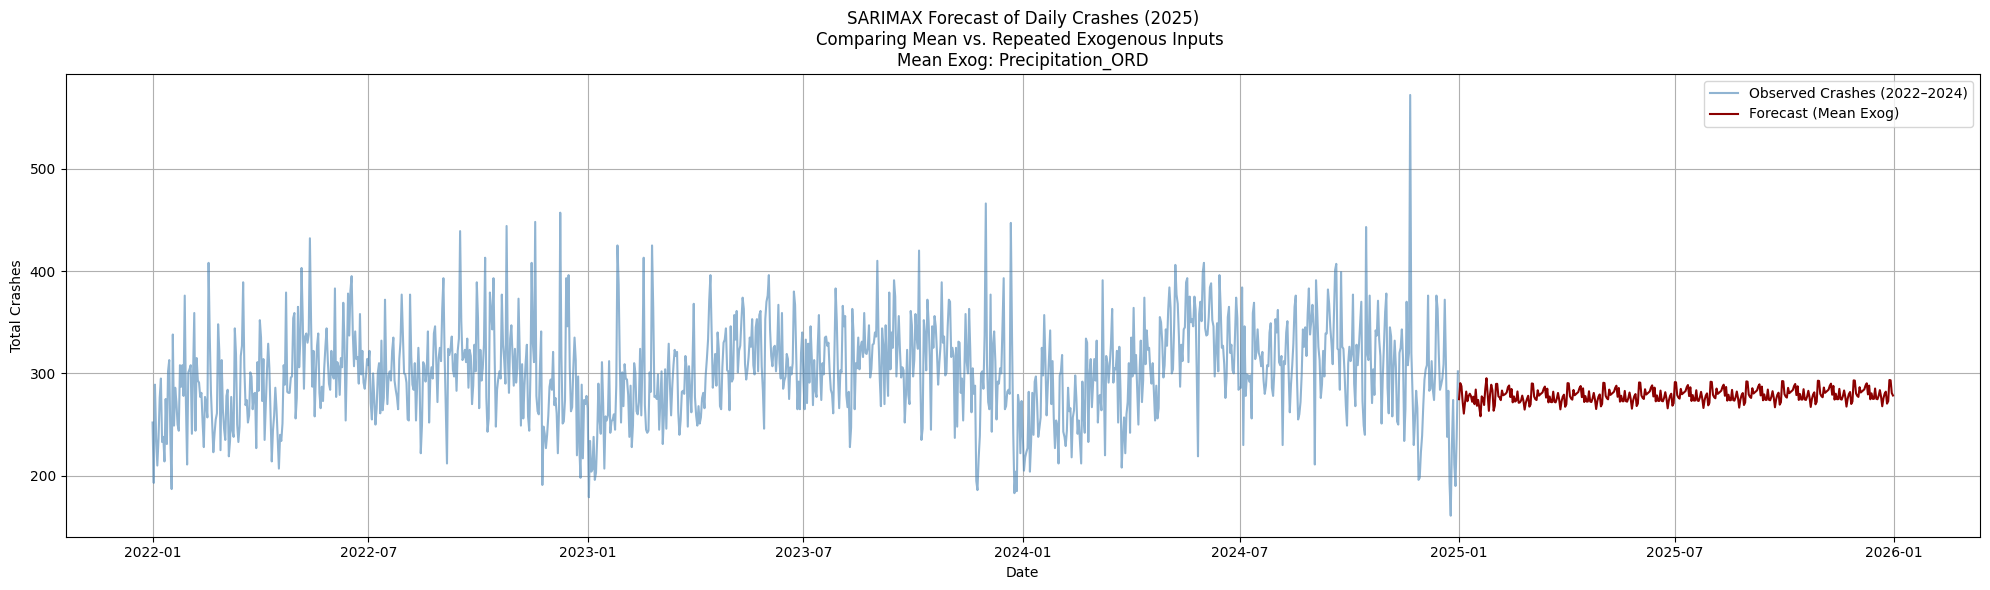 SARIMAX Forecast of Daily Crashes (2025)
Comparing Mean vs. Repeated Exogenous Inputs
Mean Exog: Precipitation_ORD
Observed Crashes (2022–2024)
Forecast (Mean Exog)
Total Crashes
500
400
300
200
2022-01
2022-07
2023-01
2023-07
2024-01
2024-07
2025-01
2025-07
2026-01
Date